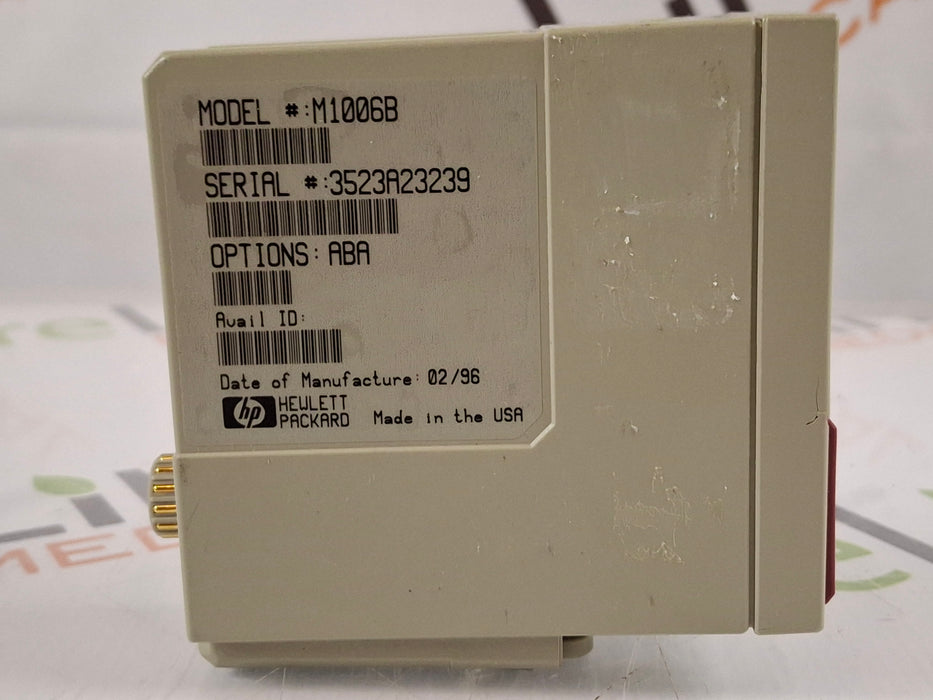 MODEL #:M1006B
SERIAL #:3523A23239
OPTIONS: ABA
Avail ID:
Date of Manufacture: 02/96
hp HEWLETT
PACKARD Made in the USA